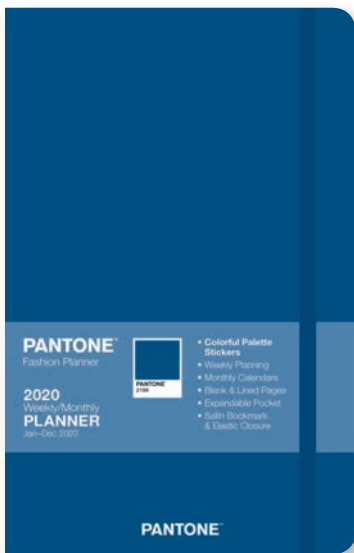 PANTONE™
Fashion Planner
2020
Weekly/Monthly
PLANNER
Jan–Dec 2020
PANTONE
2186
• Colorful Palette
Stickers
• Weekly Planning
• Monthly Calendars
• Blank & Lined Pages
• Expandable Pocket
• Satin Bookmark
& Elastic Closure
PANTONE™